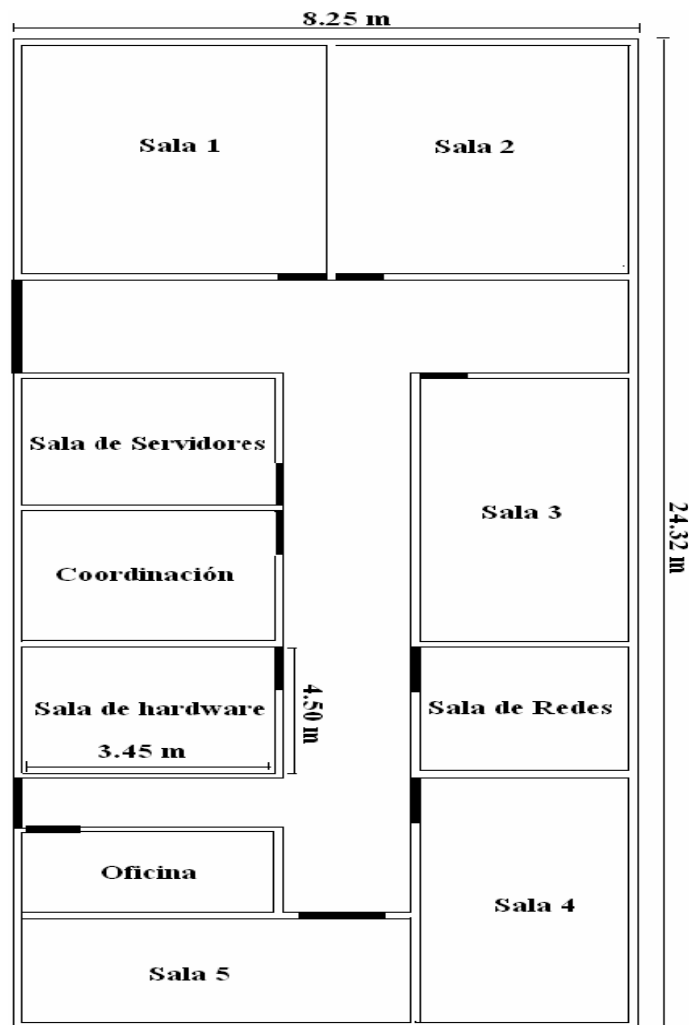 8.25 m
Sala 1
Sala 2
24.32 m
Sala de Servidores
Sala 3
Coordinación
Sala de hardware
3.45 m
4.50 m
Sala de Redes
Oficina
Sala 4
Sala 5